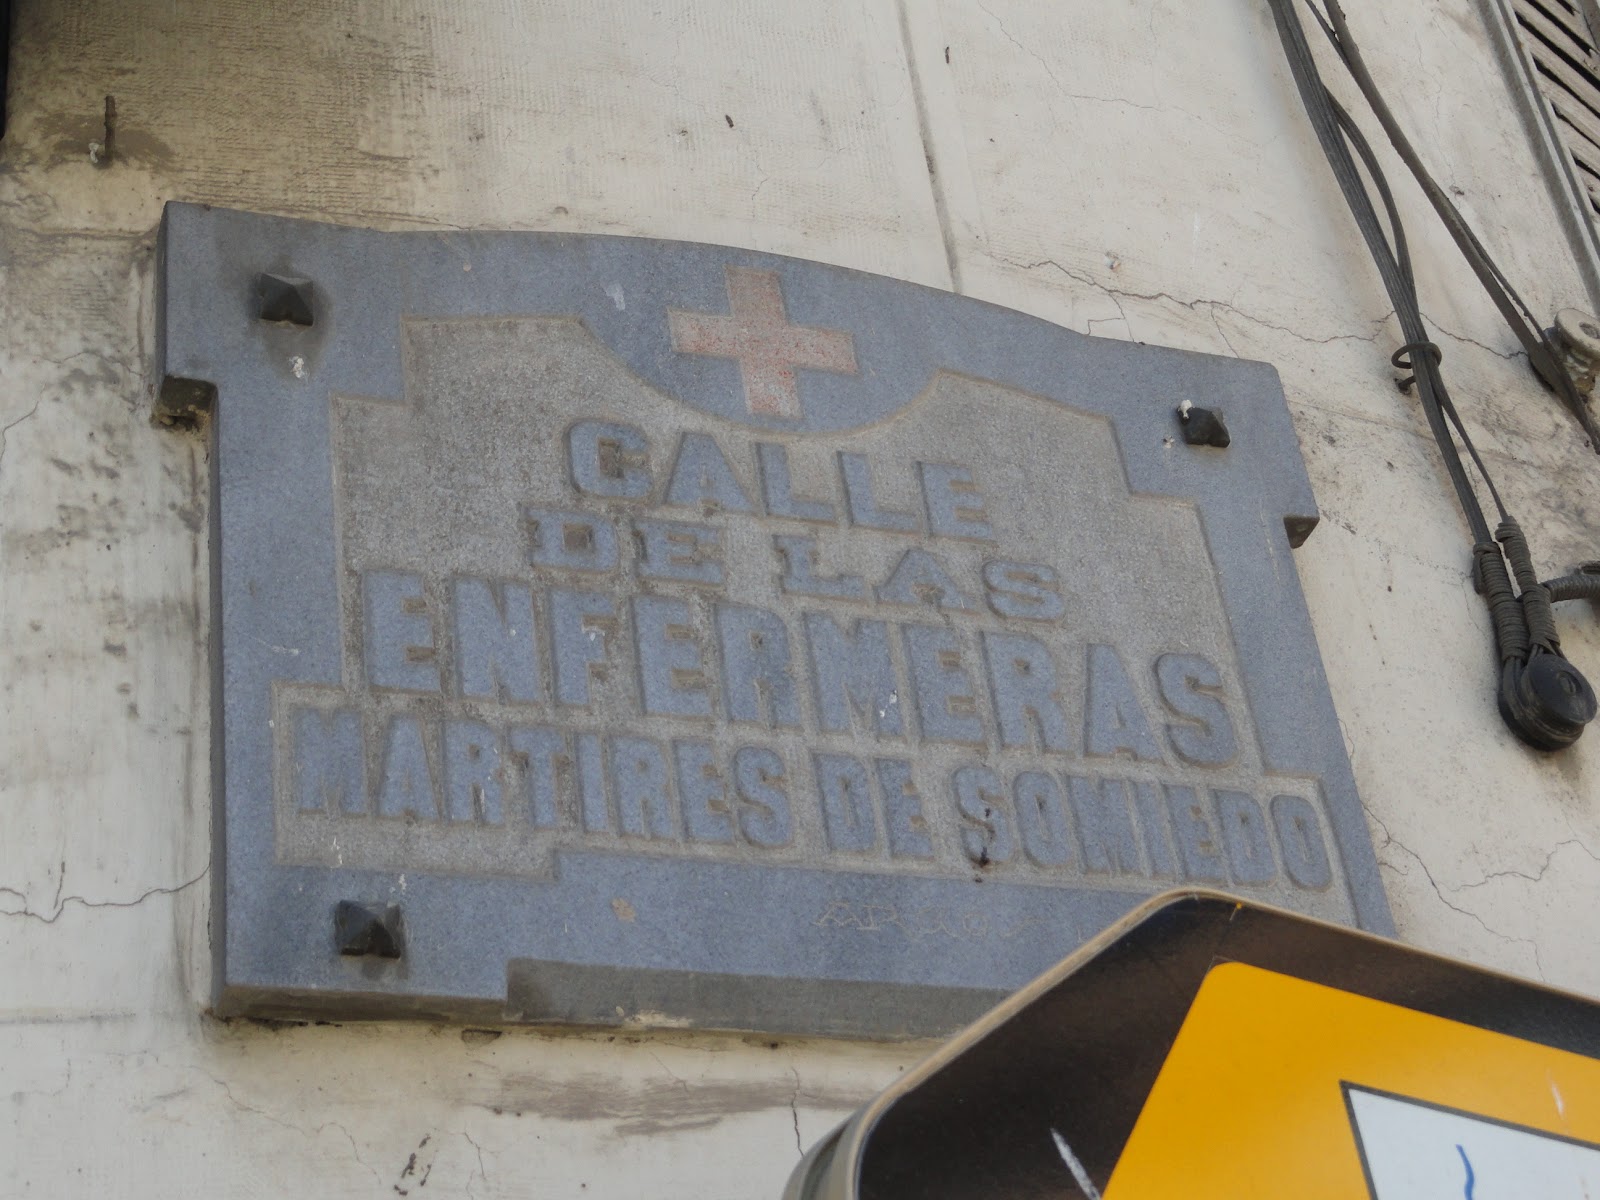 CALLE
DE LAS
ENFERMERAS
MARTIRES DE SOMIEDO